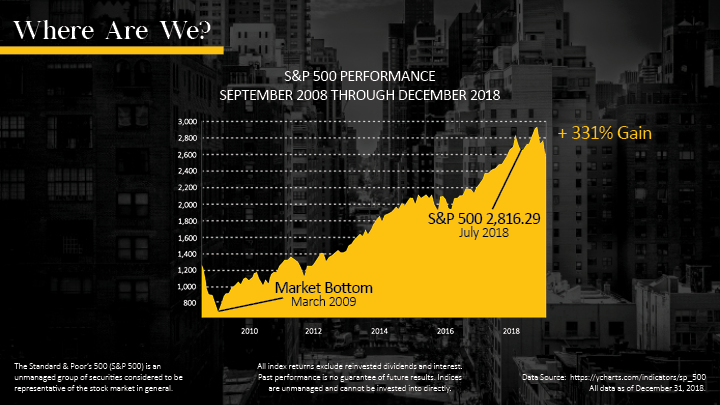 Where Are We?
S&P 500 PERFORMANCE
SEPTEMBER 2008 THROUGH DECEMBER 2018
3,000
+ 331% Gain
2,800
2,600
2,400
2,200
2,000
S&P 500 2,816.29
1,800
July 2018
1,600
1,400
1,200
1,000
Market Bottom
March 2009
800
2010 2012 2014 2016 2018
The Standard & Poor's 500 (S&P 500) is an
unmanaged group of securities considered to be
representative of the stock market in general.
All index returns exclude reinvested dividends and interest.
Past performance is no guarantee of future results. Indices
are unmanaged and cannot be invested into directly.
Data Source: https://ycharts.com/indicators/sp_500
All data as of December 31, 2018.